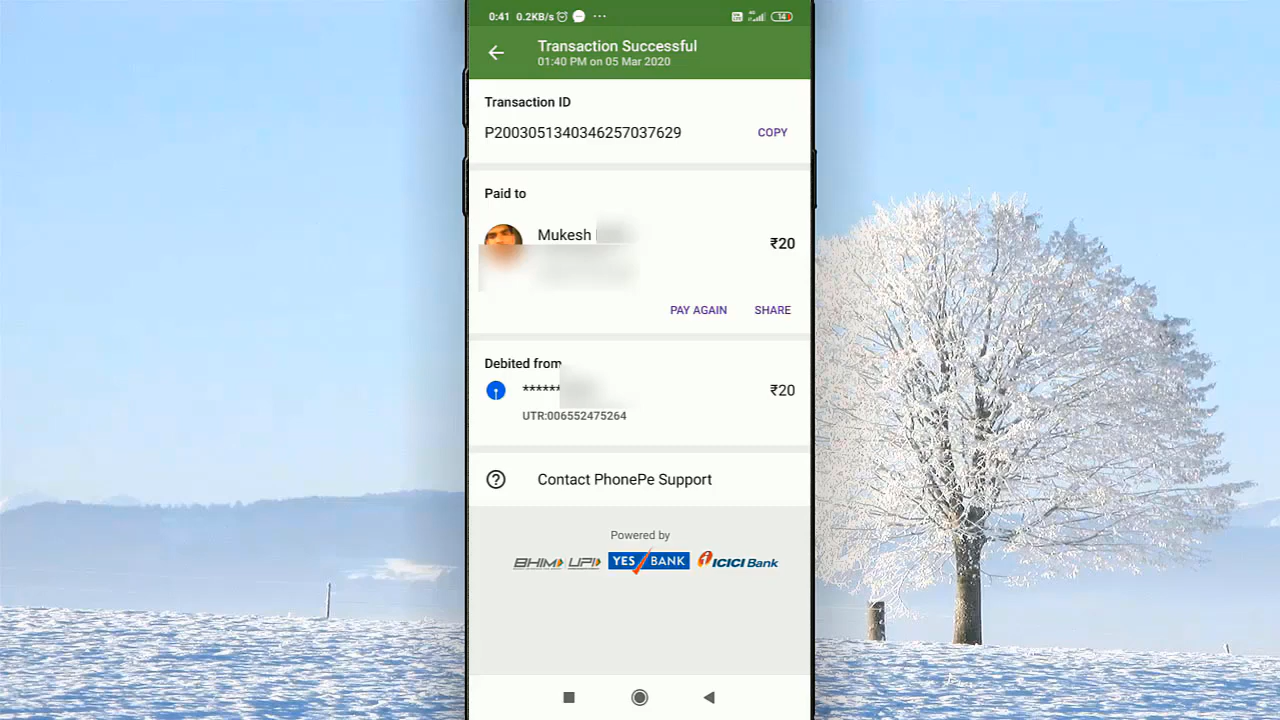 0:41 0.2KB/s ... 4G 14
Transaction Successful
01:40 PM on 05 Mar 2020
Transaction ID
P2003051340346257037629 COPY
Paid to
Mukesh
₹20
PAY AGAIN SHARE
Debited from
****** ₹20
UTR:006552475264
Contact PhonePe Support
Powered by
BHIM UPI YES BANK ICICI Bank